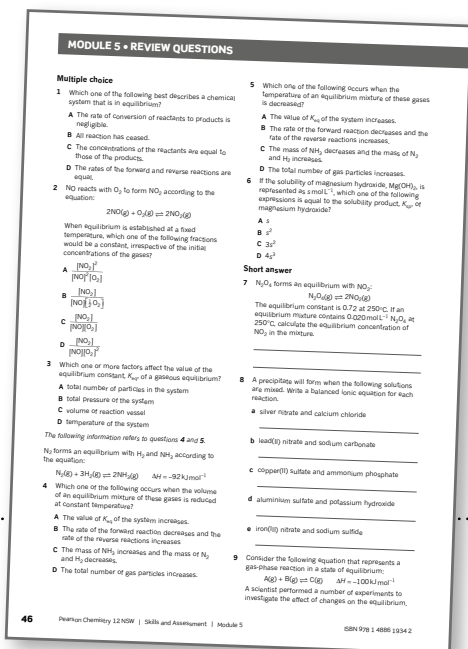 MODULE 5 • REVIEW QUESTIONS
Multiple choice
1 Which one of the following best describes a chemical
system that is in equilibrium?
A The rate of conversion of reactants to products is
negligible.
B All reaction has ceased.
C The concentrations of the reactants are equal to
those of the products.
D The rates of the forward and reverse reactions are
equal.
2 NO reacts with O₂ to form NO₂ according to the
equation:
2NO(g) + O₂(g) ⇌ 2NO₂(g)
When equilibrium is established at a fixed
temperature, which one of the following fractions
would be a constant, irrespective of the initial
concentrations of the gases?
A [NO₂]² / [NO]²[O₂]
B [NO₂] / [NO][½O₂]
C [NO₂] / [NO][O₂]
D [NO₂] / [NO][O₂]²
3 Which one or more factors affect the value of the
equilibrium constant, Keq, of a gaseous equilibrium?
A total number of particles in the system
B total pressure of the system
C volume of reaction vessel
D temperature of the system
The following information refers to questions 4 and 5.
N₂ forms an equilibrium with H₂ and NH₃ according to
the equation:
N₂(g) + 3H₂(g) ⇌ 2NH₃(g) ΔH = –92 kJ mol⁻¹
4 Which one of the following occurs when the volume
of an equilibrium mixture of these gases is reduced
at constant temperature?
A The value of Keq of the system increases.
B The rate of the forward reaction decreases and the
rate of the reverse reactions increases
C The mass of NH₃ increases and the mass of N₂
and H₂ decreases.
D The total number of gas particles increases.
5 Which one of the following occurs when the
temperature of an equilibrium mixture of these gases
is decreased?
A The value of Keq of the system increases.
B The rate of the forward reaction decreases and the
rate of the reverse reactions increases.
C The mass of NH₃ decreases and the mass of N₂
and H₂ increases.
D The total number of gas particles increases.
6 If the solubility of magnesium hydroxide, Mg(OH)₂, is
represented as s mol L⁻¹, which one of the following
expressions is equal to the solubility product, Ksp, of
magnesium hydroxide?
A s
B s²
C 3s²
D 4s³
Short answer
7 N₂O₄ forms an equilibrium with NO₂:
N₂O₄(g) ⇌ 2NO₂(g)
The equilibrium constant is 0.72 at 250°C. If an
equilibrium mixture contains 0.020 mol L⁻¹ N₂O₄ at
250°C, calculate the equilibrium concentration of
NO₂ in the mixture.
8 A precipitate will form when the following solutions
are mixed. Write a balanced ionic equation for each
reaction.
a silver nitrate and calcium chloride
b lead(II) nitrate and sodium carbonate
c copper(II) sulfate and ammonium phosphate
d aluminium sulfate and potassium hydroxide
e iron(III) nitrate and sodium sulfide
9 Consider the following equation that represents a
gas-phase reaction in a state of equilibrium:
A(g) + B(g) ⇌ C(g) ΔH = –100 kJ mol⁻¹
A scientist performed a number of experiments to
investigate the effect of changes on the equilibrium.
46 Pearson Chemistry 12 NSW | Skills and Assessment | Module 5
ISBN 978 1 4886 1934 2